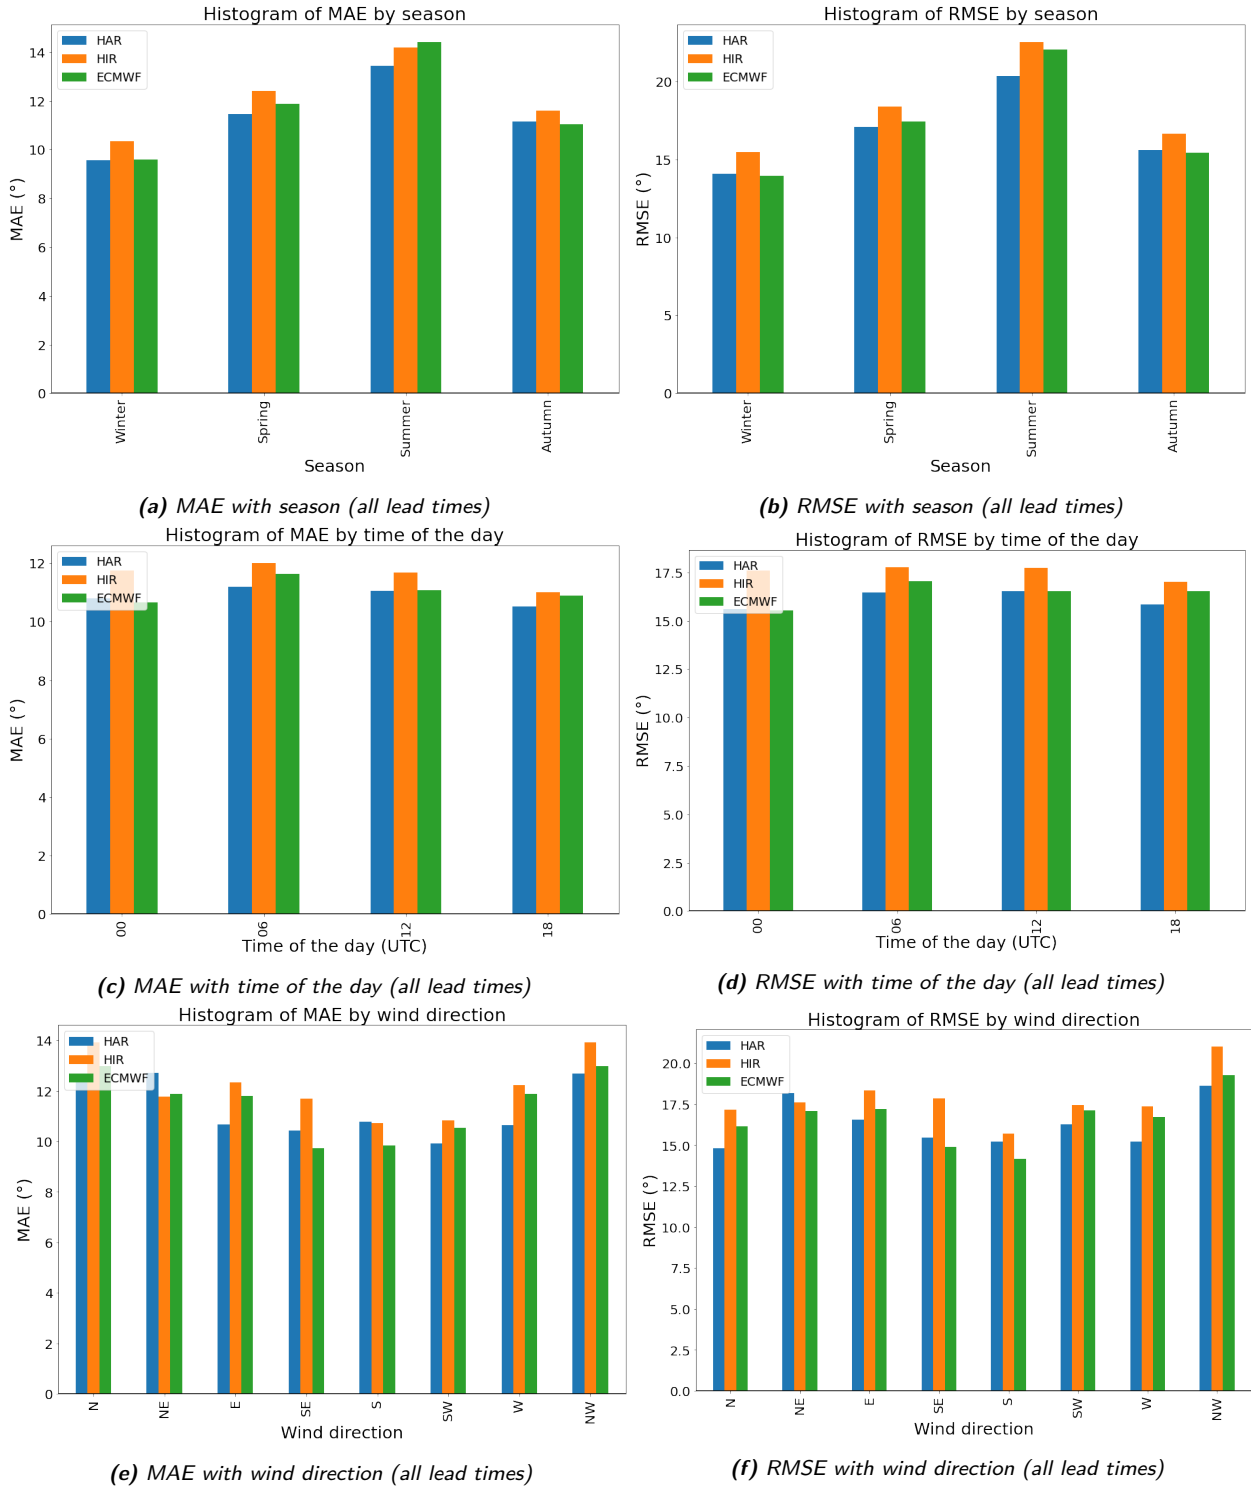 Histogram of MAE by season
HAR
HIR
ECMWF
14
12
10
8
6
4
2
0
MAE (°)
Winter
Spring
Summer
Autumn
Season
(a) MAE with season (all lead times)
Histogram of RMSE by season
HAR
HIR
ECMWF
20
15
10
5
0
RMSE (°)
Winter
Spring
Summer
Autumn
Season
(b) RMSE with season (all lead times)
Histogram of MAE by time of the day
HAR
HIR
ECMWF
12
10
8
6
4
2
0
MAE (°)
00
06
12
18
Time of the day (UTC)
(c) MAE with time of the day (all lead times)
Histogram of RMSE by time of the day
HAR
HIR
ECMWF
17.5
15.0
12.5
10.0
7.5
5.0
2.5
0.0
RMSE (°)
00
06
12
18
Time of the day (UTC)
(d) RMSE with time of the day (all lead times)
Histogram of MAE by wind direction
HAR
HIR
ECMWF
14
12
10
8
6
4
2
0
MAE (°)
N
NE
E
SE
S
SW
W
NW
Wind direction
(e) MAE with wind direction (all lead times)
Histogram of RMSE by wind direction
HAR
HIR
ECMWF
20.0
17.5
15.0
12.5
10.0
7.5
5.0
2.5
0.0
RMSE (°)
N
NE
E
SE
S
SW
W
NW
Wind direction
(f) RMSE with wind direction (all lead times)